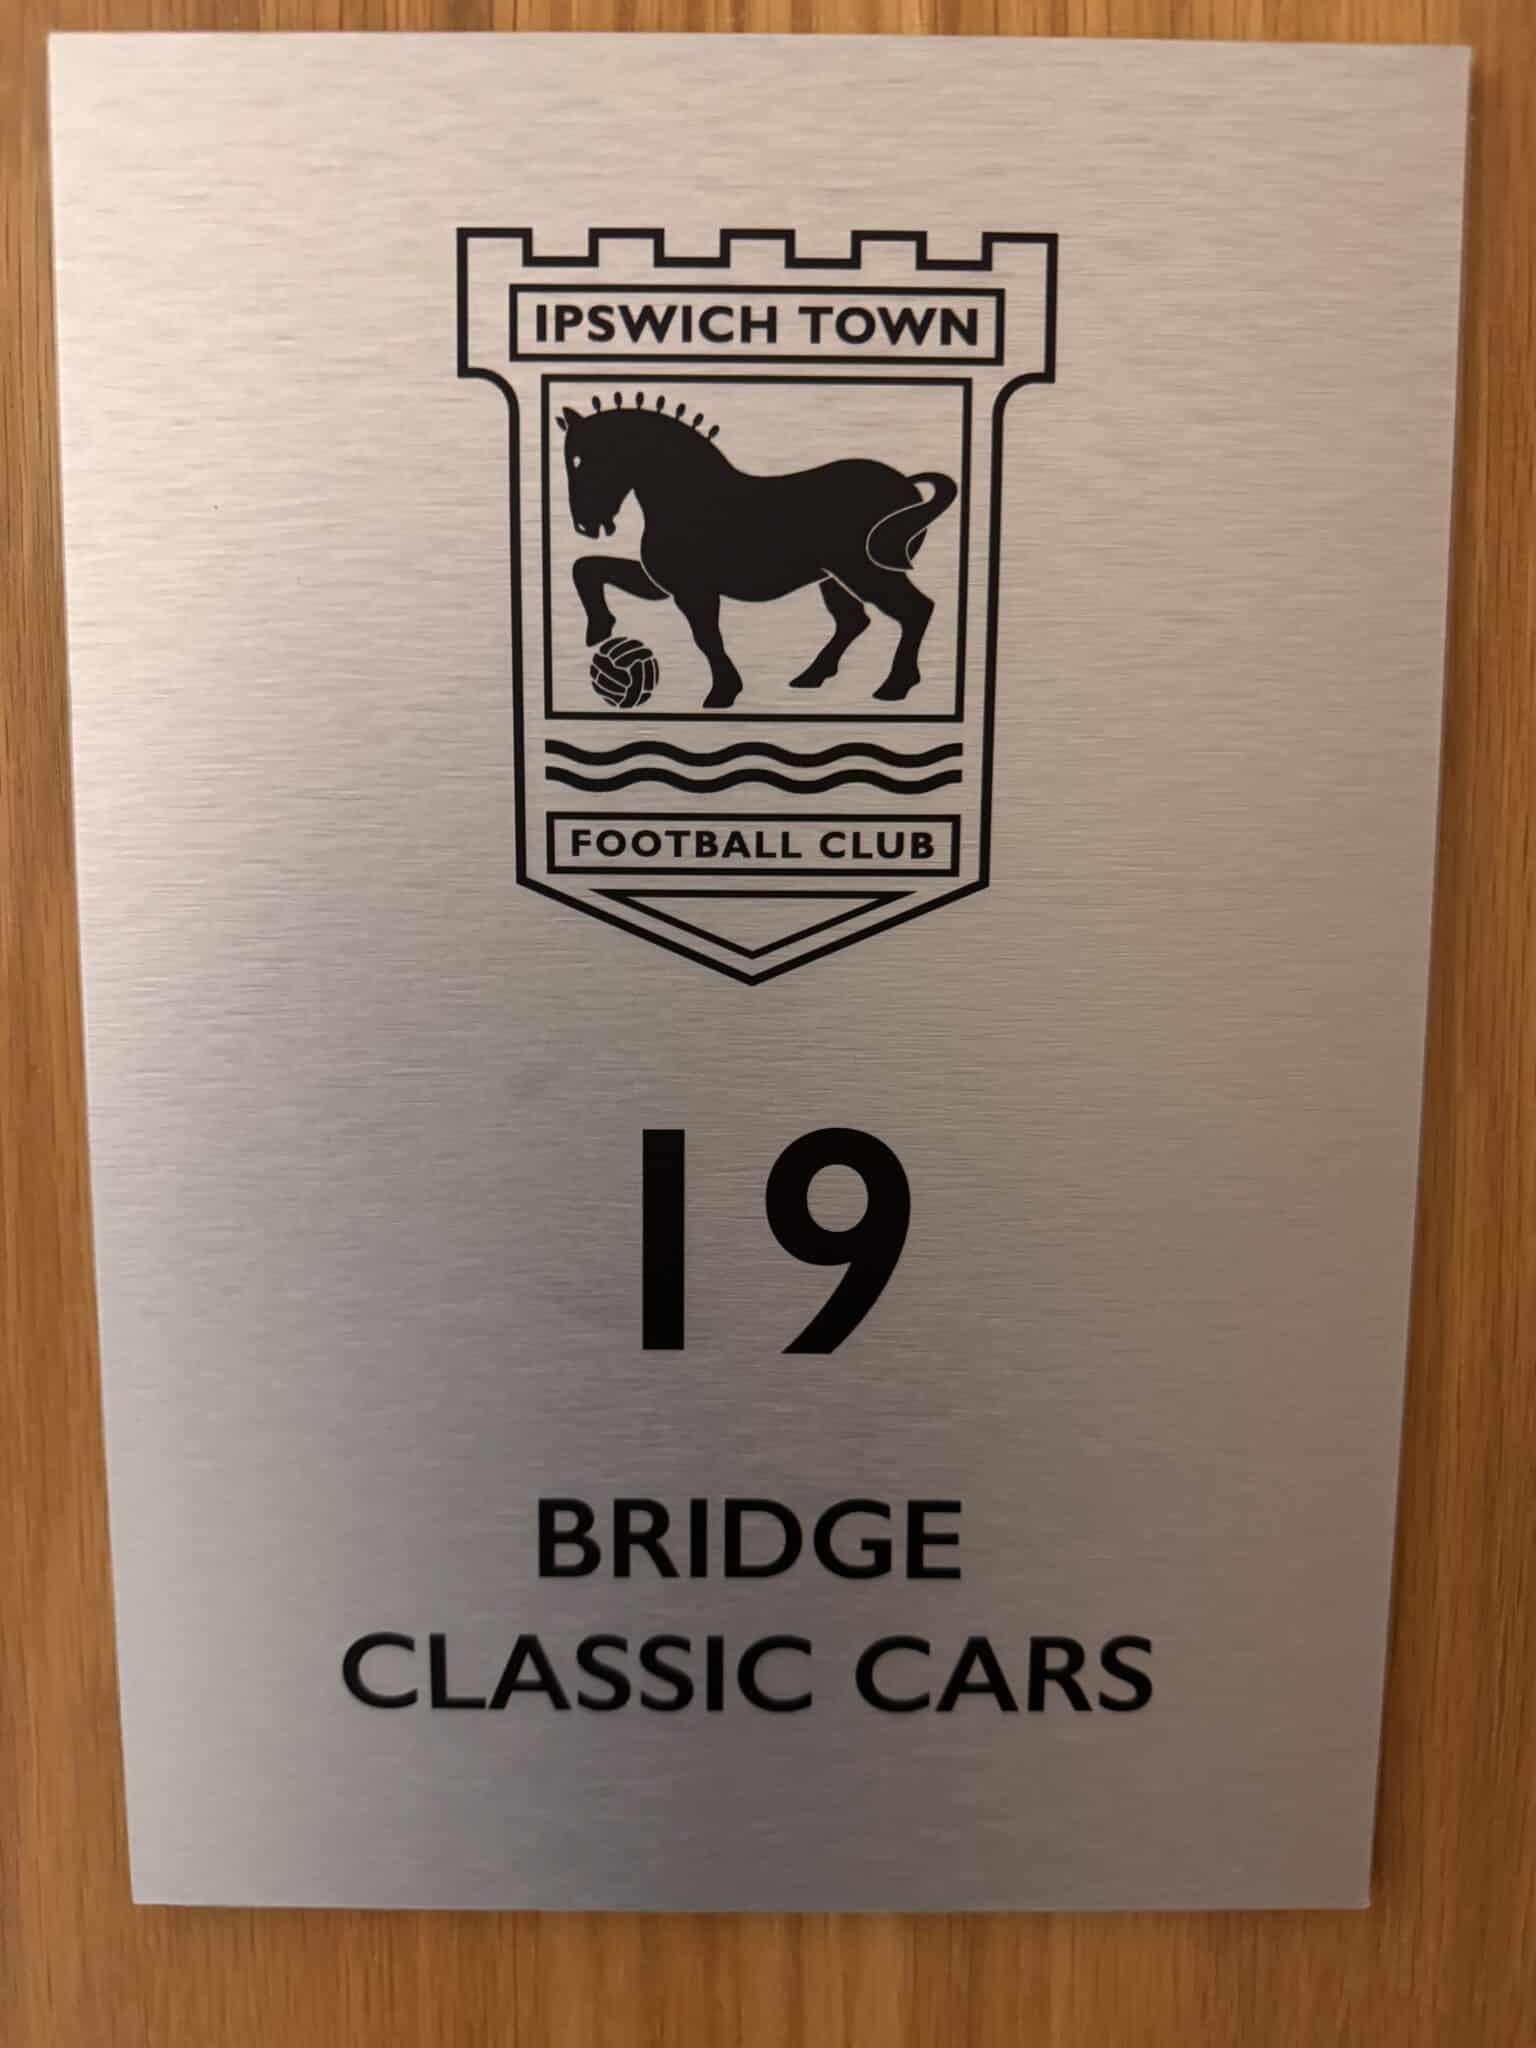 IPSWICH TOWN
FOOTBALL CLUB
19
BRIDGE
CLASSIC CARS